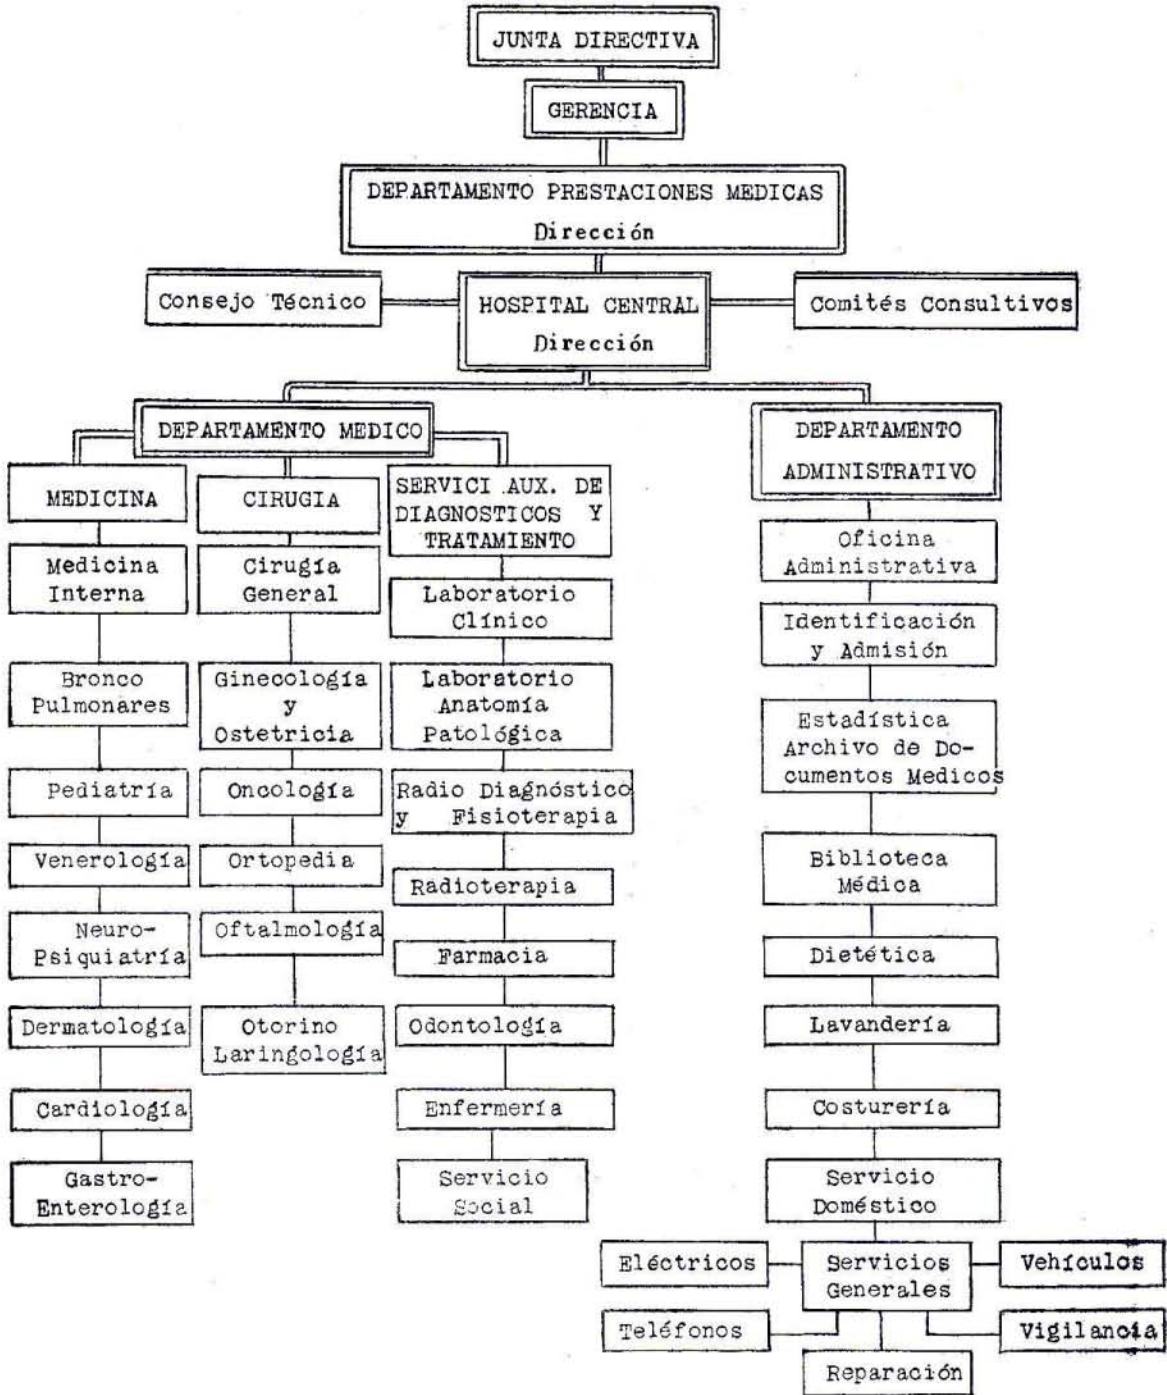 JUNTA DIRECTIVA
GERENCIA
DEPARTAMENTO PRESTACIONES MEDICAS
Dirección
Consejo Técnico
HOSPITAL CENTRAL
Dirección
Comités Consultivos
DEPARTAMENTO MEDICO
MEDICINA
Medicina
Interna
Bronco
Pulmonares
Pediatría
Venerología
Neuro-
Psiquiatría
Dermatología
Cardiología
Gastro-
Enterología
CIRUGIA
Cirugía
General
Ginecología
y
Ostetricia
Oncología
Ortopedia
Oftalmología
Otorino
Laringología
SERVICI AUX. DE
DIAGNOSTICOS Y
TRATAMIENTO
Laboratorio
Clínico
Laboratorio
Anatomía
Patológica
Radio Diagnóstico
y Fisioterapia
Radioterapia
Farmacia
Odontología
Enfermería
Servicio
Social
DEPARTAMENTO
ADMINISTRATIVO
Oficina
Administrativa
Identificación
y Admisión
Estadística
Archivo de Do-
cumentos Medicos
Biblioteca
Médica
Dietética
Lavandería
Costurería
Servicio
Doméstico
Servicios
Generales
Eléctricos
Vehículos
Teléfonos
Vigilancia
Reparación